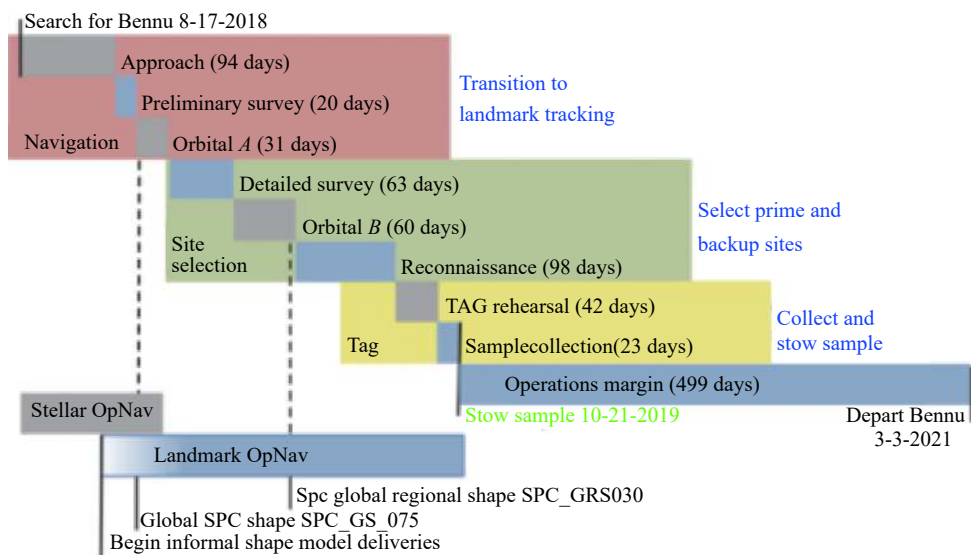 Search for Bennu 8-17-2018
Approach (94 days)
Preliminary survey (20 days)
Transition to
landmark tracking
Navigation
Orbital A (31 days)
Detailed survey (63 days)
Select prime and
backup sites
Orbital B (60 days)
Site
selection
Reconnaissance (98 days)
TAG rehearsal (42 days)
Collect and
stow sample
Tag
Samplecollection(23 days)
Operations margin (499 days)
Stellar OpNav
Stow sample 10-21-2019
Depart Bennu
3-3-2021
Landmark OpNav
Spc global regional shape SPC_GRS030
Global SPC shape SPC_GS_075
Begin informal shape model deliveries